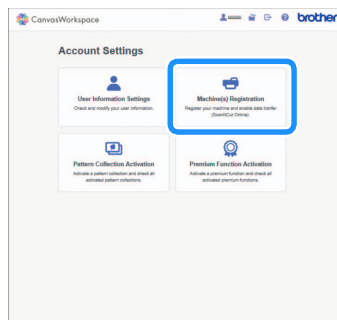 CanvasWorkspace
brother
Account Settings
User Information Settings
Check and modify your user information.
Machine(s) Registration
Register your machine and enable data tranfer
(ScanNCut Online).
Pattern Collection Activation
Activate a pattern collection and check all
activated pattern collections.
Premium Function Activation
Activate a premium function and check all
activated premium functions.